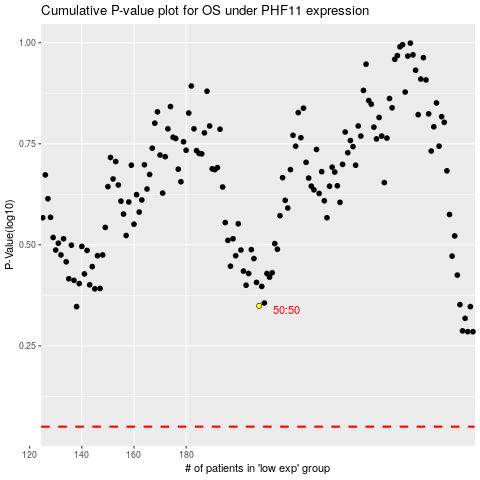 Cumulative P-value plot for OS under PHF11 expression
P-Value(log10)
1.00
0.75
0.50
0.25
50:50
120 140 160 180
# of patients in 'low exp' group